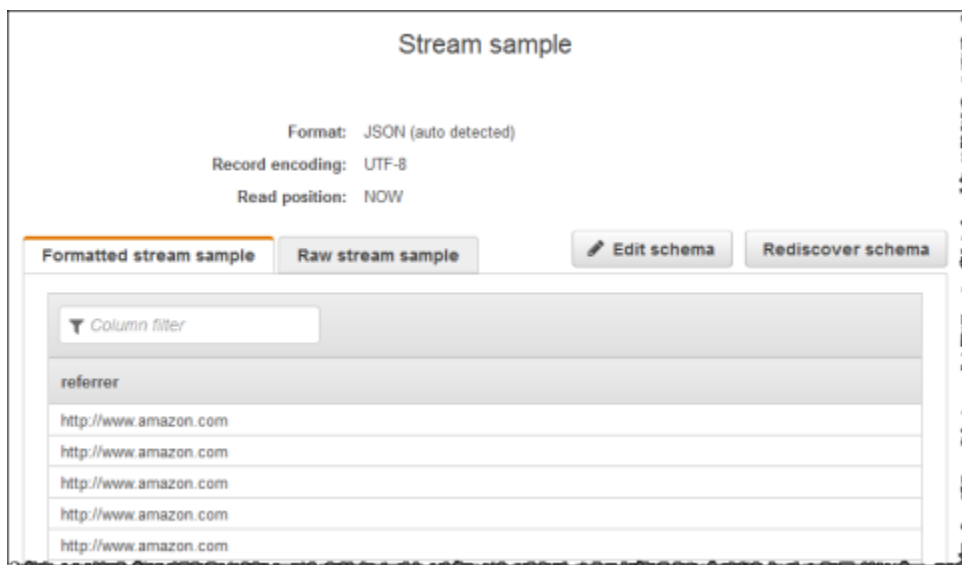 Stream sample
Format: JSON (auto detected)
Record encoding: UTF-8
Read position: NOW
Formatted stream sample Raw stream sample Edit schema Rediscover schema
Column filter
referrer
http://www.amazon.com
http://www.amazon.com
http://www.amazon.com
http://www.amazon.com
http://www.amazon.com